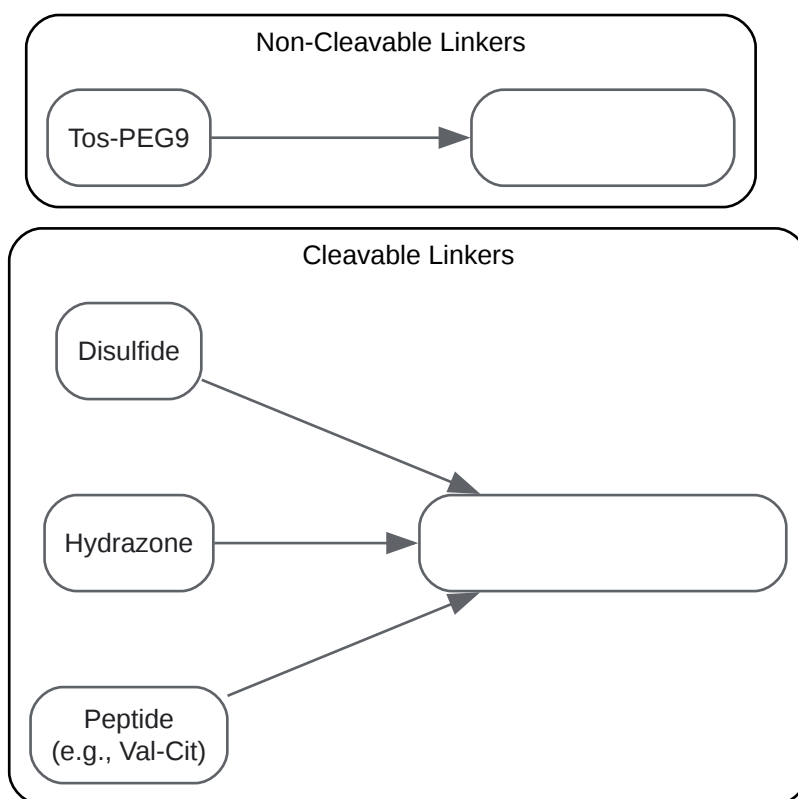 Non-Cleavable Linkers
Tos-PEG9
Cleavable Linkers
Disulfide
Hydrazone
Peptide
(e.g., Val-Cit)